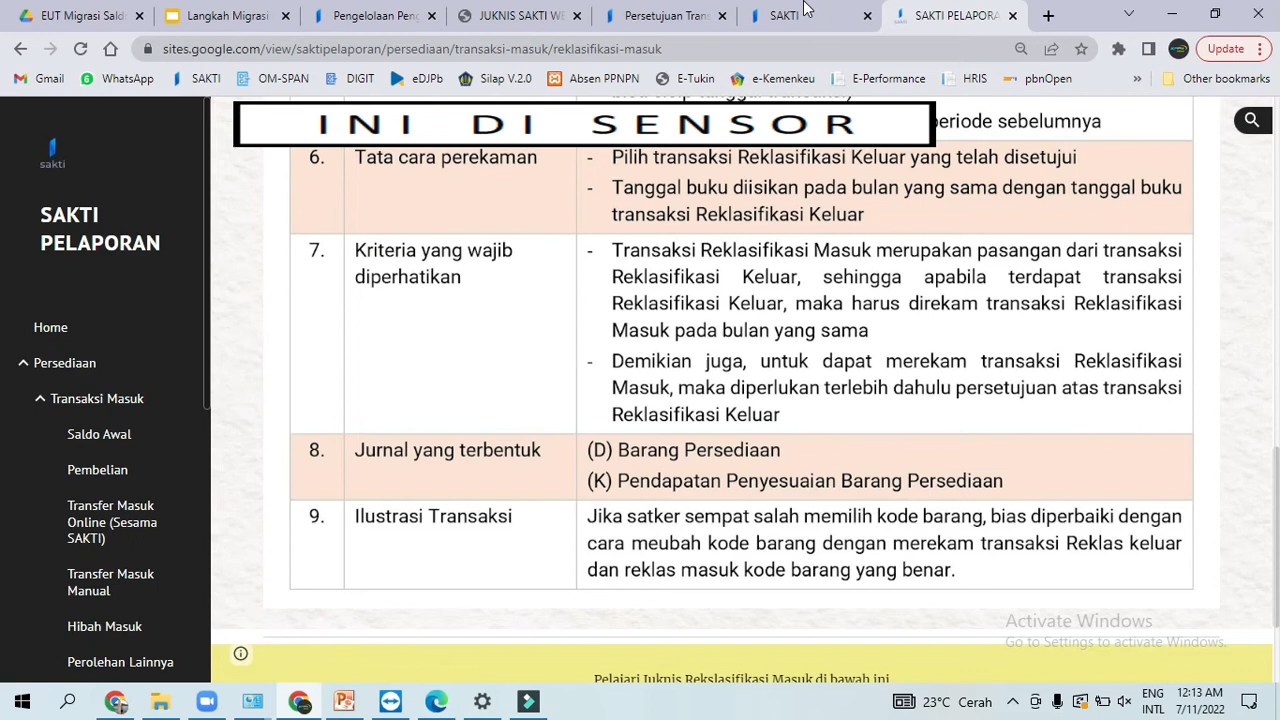 EUT Migrasi Sald
Langkah Migrasi
Pengelolaan Peng
JUKNIS SAKTI WE
Persetujuan Trans
SAKTI
SAKTI PELAPORA
sites.google.com/view/saktipelaporan/persediaan/transaksi-masuk/reklasifikasi-masuk
Update
Gmail
WhatsApp
SAKTI
OM-SPAN
DIGIT
eDJPb
Silap V.2.0
Absen PPNPN
E-Tukin
e-Kemenkeu
E-Performance
HRIS
pbnOpen
Other bookmarks
INI DI SENSOR
periode sebelumnya
sakti
SAKTI
PELAPORAN
Home
Persediaan
Transaksi Masuk
Saldo Awal
Pembelian
Transfer Masuk
Online (Sesama
SAKTI)
Transfer Masuk
Manual
Hibah Masuk
Perolehan Lainnya
6. Tata cara perekaman
- Pilih transaksi Reklasifikasi Keluar yang telah disetujui
- Tanggal buku diisikan pada bulan yang sama dengan tanggal buku
transaksi Reklasifikasi Keluar
7. Kriteria yang wajib
diperhatikan
- Transaksi Reklasifikasi Masuk merupakan pasangan dari transaksi
Reklasifikasi Keluar, sehingga apabila terdapat transaksi
Reklasifikasi Keluar, maka harus direkam transaksi Reklasifikasi
Masuk pada bulan yang sama
- Demikian juga, untuk dapat merekam transaksi Reklasifikasi
Masuk, maka diperlukan terlebih dahulu persetujuan atas transaksi
Reklasifikasi Keluar
8. Jurnal yang terbentuk
(D) Barang Persediaan
(K) Pendapatan Penyesuaian Barang Persediaan
9. Ilustrasi Transaksi
Jika satker sempat salah memilih kode barang, bias diperbaiki dengan
cara meubah kode barang dengan merekam transaksi Reklas keluar
dan reklas masuk kode barang yang benar.
Activate Windows
Go to Settings to activate Windows.
Pelajari Juknis Rekslasifikasi Masuk di bawah ini
23°C Cerah
ENG
INTL
12:13 AM
7/11/2022